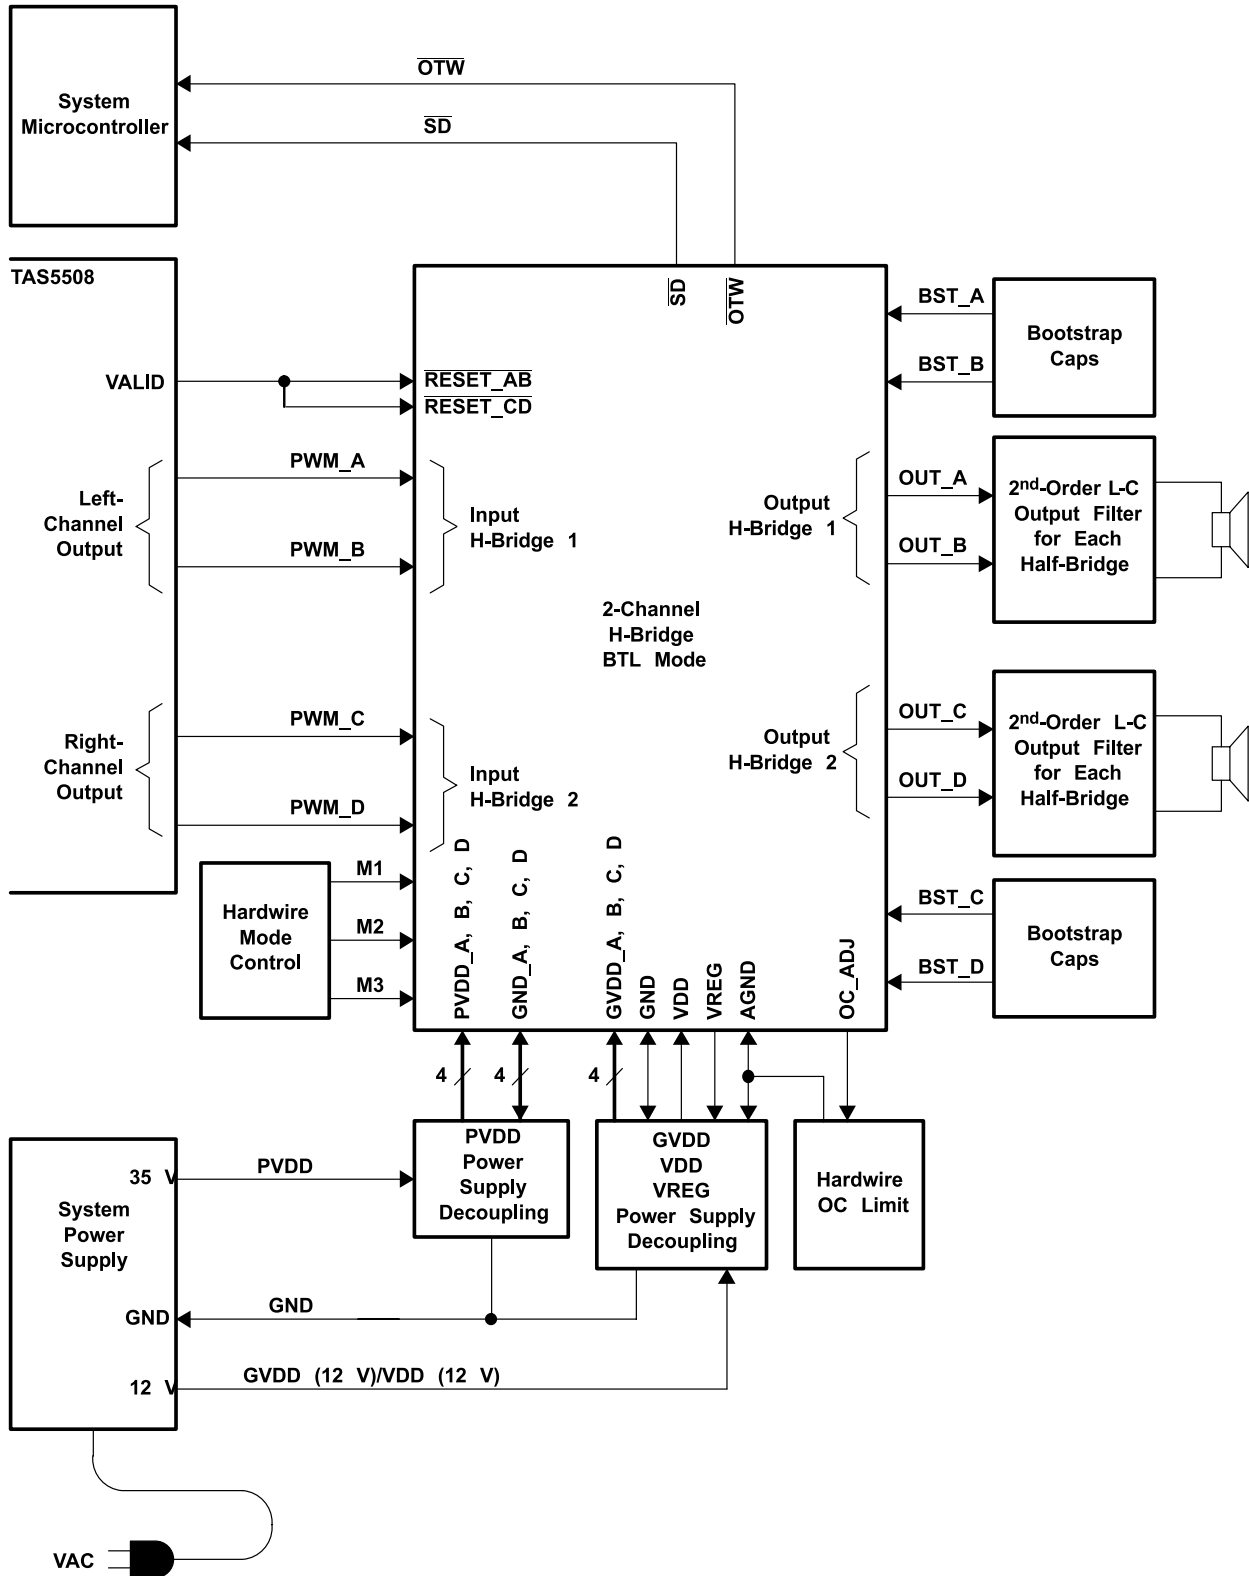 OTW
System
Microcontroller
SD
TAS5508
SD
OTW
BST_A
Bootstrap
Caps
BST_B
VALID
RESET_AB
RESET_CD
PWM_A
Left-
Channel
Output
Input
H-Bridge 1
PWM_B
Output
H-Bridge 1
OUT_A
2nd-Order L-C
Output Filter
for Each
Half-Bridge
OUT_B
2-Channel
H-Bridge
BTL Mode
PWM_C
Right-
Channel
Output
Input
H-Bridge 2
PWM_D
Output
H-Bridge 2
OUT_C
2nd-Order L-C
Output Filter
for Each
Half-Bridge
OUT_D
Hardwire
Mode
Control
M1
M2
M3
PVDD_A, B, C, D
GND_A, B, C, D
GVDD_A, B, C, D
GND
VDD
VREG
AGND
OC_ADJ
BST_C
Bootstrap
Caps
BST_D
4
4
4
PVDD
Power
Supply
Decoupling
GVDD
VDD
VREG
Power Supply
Decoupling
Hardwire
OC Limit
35 V
PVDD
System
Power
Supply
GND
GND
12 V
GVDD (12 V)/VDD (12 V)
VAC